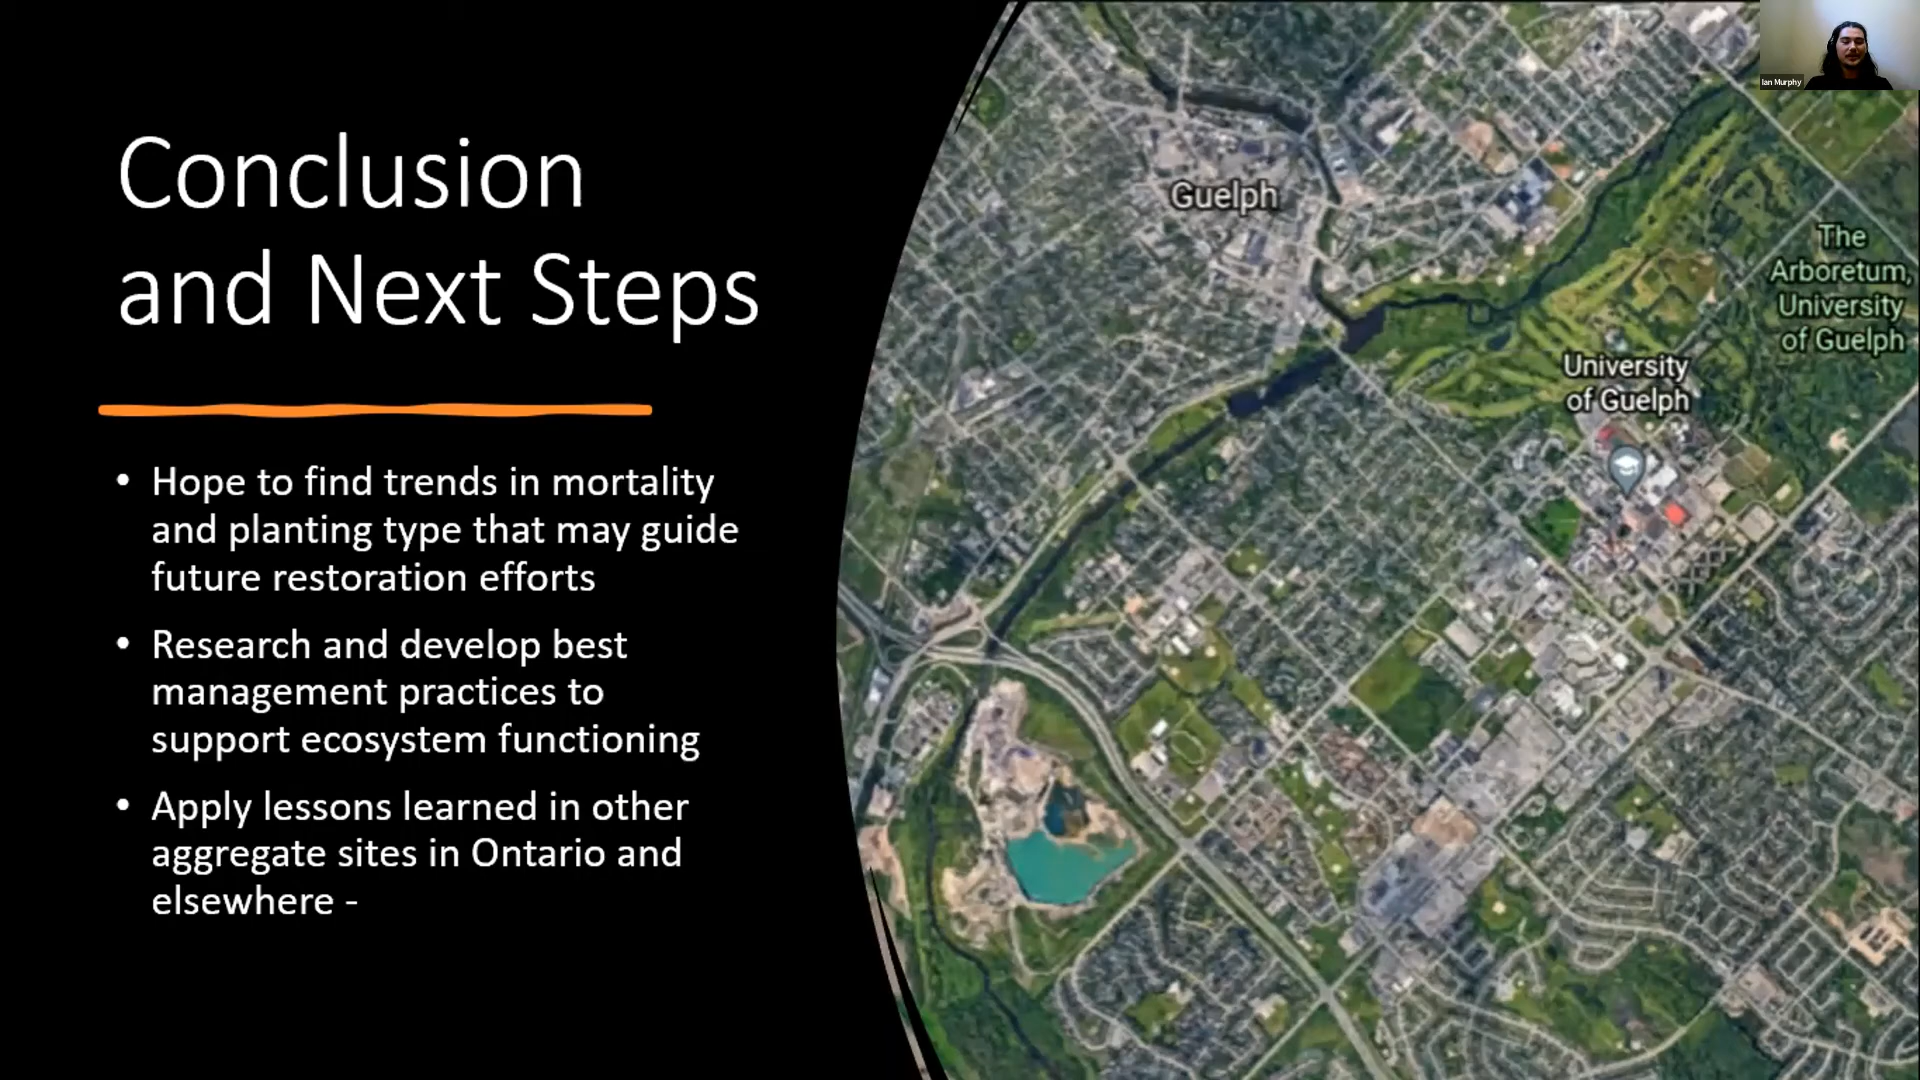 Conclusion
and Next Steps
• Hope to find trends in mortality
and planting type that may guide
future restoration efforts
• Research and develop best
management practices to
support ecosystem functioning
• Apply lessons learned in other
aggregate sites in Ontario and
elsewhere -
Guelph
The
Arboretum,
University
of Guelph
University
of Guelph
Ian Murphy